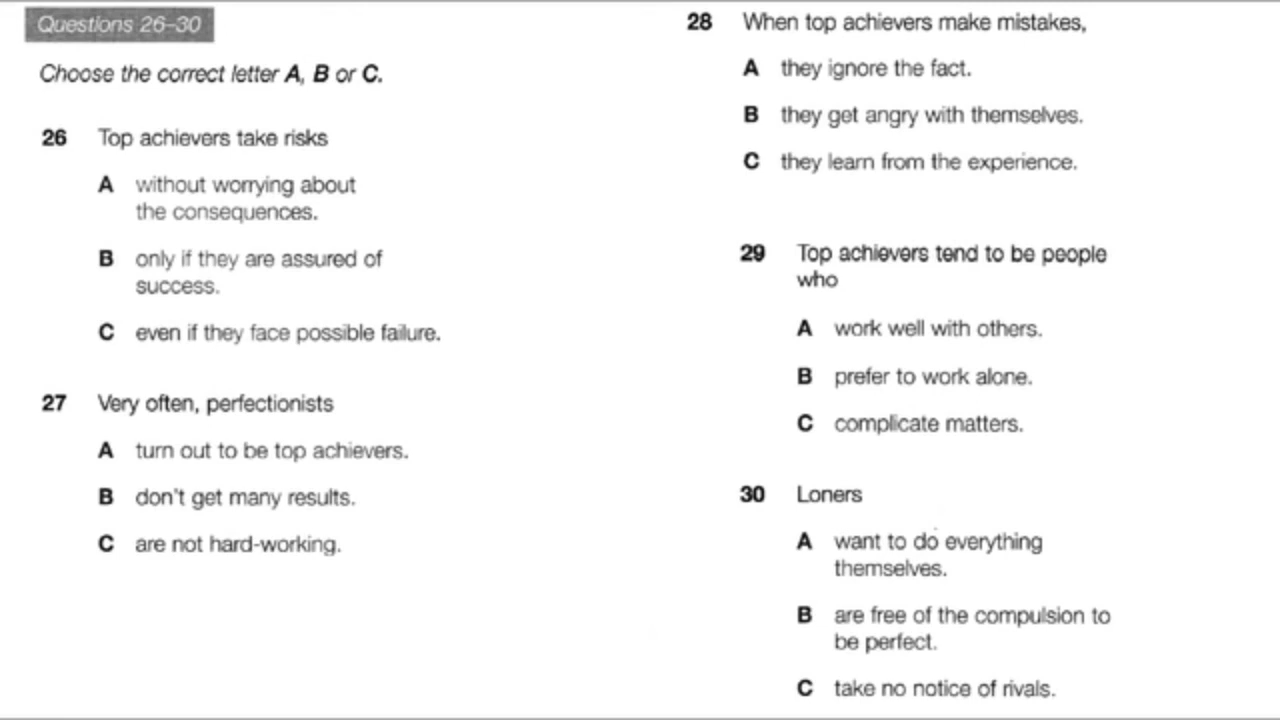 Questions 26–30
Choose the correct letter A, B or C.
26 Top achievers take risks
A without worrying about
the consequences.
B only if they are assured of
success.
C even if they face possible failure.
27 Very often, perfectionists
A turn out to be top achievers.
B don't get many results.
C are not hard-working.
28 When top achievers make mistakes,
A they ignore the fact.
B they get angry with themselves.
C they learn from the experience.
29 Top achievers tend to be people
who
A work well with others.
B prefer to work alone.
C complicate matters.
30 Loners
A want to do everything
themselves.
B are free of the compulsion to
be perfect.
C take no notice of rivals.